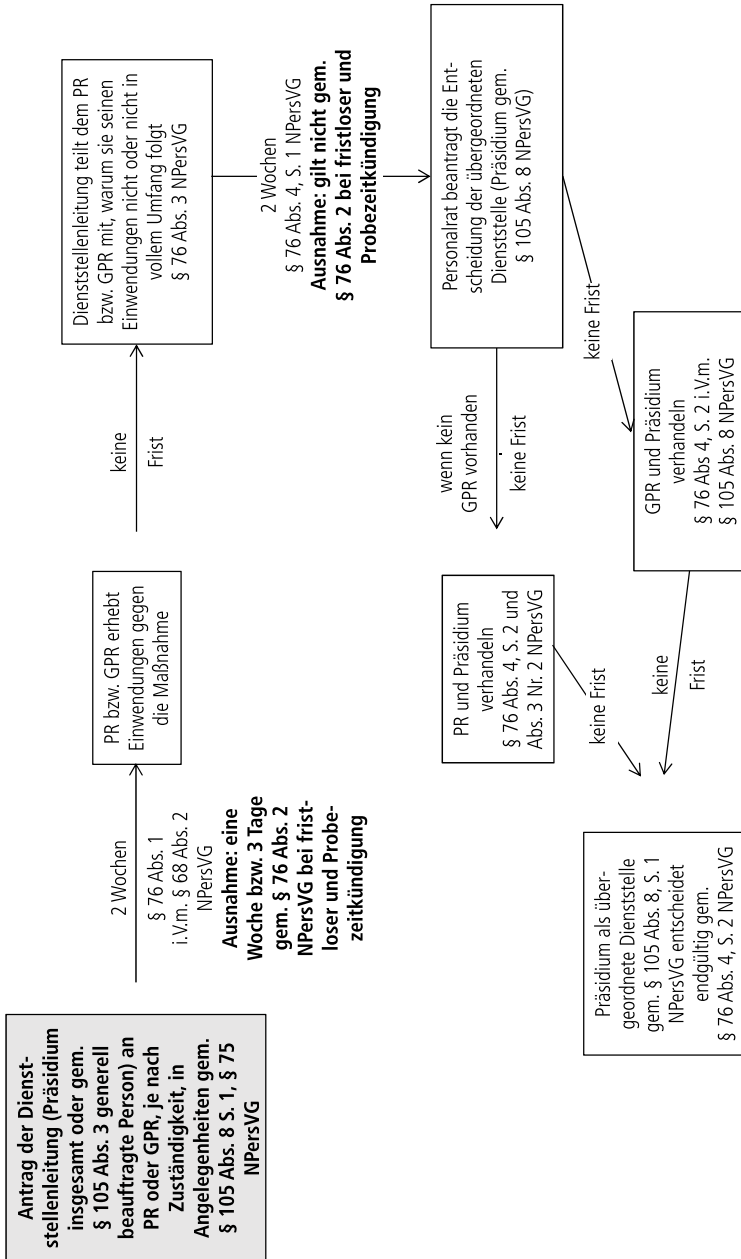 Antrag der Dienst-
stellenleitung (Präsidium
insgesamt oder gem.
§ 105 Abs. 3 generell
beauftragte Person) an
PR oder GPR, je nach
Zuständigkeit, in
Angelegenheiten gem.
§ 105 Abs. 8 S. 1, § 75
NPersVG
2 Wochen
§ 76 Abs. 1
i.V.m. § 68 Abs. 2
NPersVG
Ausnahme: eine
Woche bzw. 3 Tage
gem. § 76 Abs. 2
NPersVG bei frist-
loser und Probe-
zeitkündigung
PR bzw. GPR erhebt
Einwendungen gegen
die Maßnahme
keine
Frist
Dienststellenleitung teilt dem PR
bzw. GPR mit, warum sie seinen
Einwendungen nicht oder nicht in
vollem Umfang folgt
§ 76 Abs. 3 NPersVG
2 Wochen
§ 76 Abs. 4, S. 1 NPersVG
Ausnahme: gilt nicht gem.
§ 76 Abs. 2 bei fristloser und
Probezeitkündigung
Personalrat beantragt die Ent-
scheidung der übergeordneten
Dienststelle (Präsidium gem.
§ 105 Abs. 8 NPersVG)
wenn kein
GPR vorhanden
keine Frist
keine Frist
PR und Präsidium
verhandeln
§ 76 Abs. 4, S. 2 und
Abs. 3 Nr. 2 NPersVG
keine Frist
GPR und Präsidium
verhandeln
§ 76 Abs 4, S. 2 i.V.m.
§ 105 Abs. 8 NPersVG
keine
Frist
Präsidium als über-
geordnete Dienststelle
gem. § 105 Abs. 8, S. 1
NPersVG entscheidet
endgültig gem.
§ 76 Abs. 4, S. 2 NPersVG